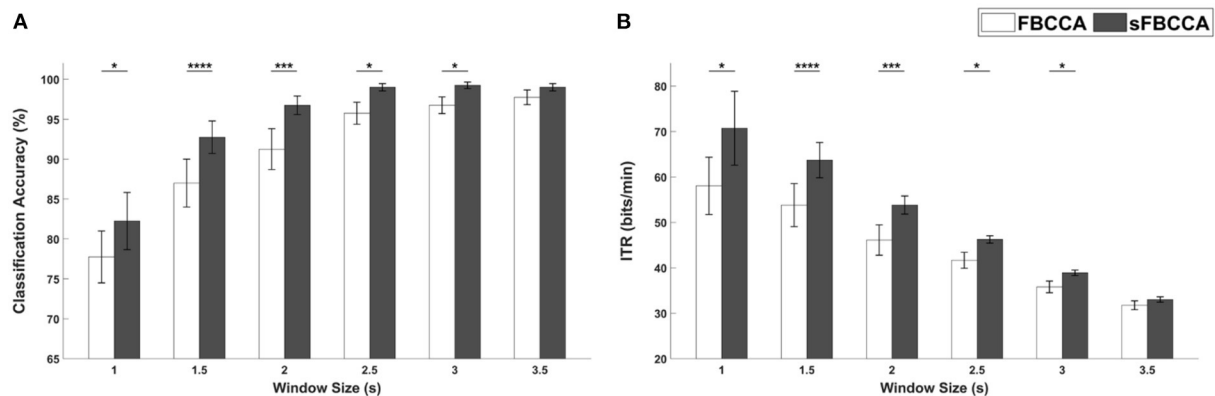 A
B
FBCCA sFBCCA
* **** *** * *
100
95
90
85
80
75
70
65
Classification Accuracy (%)
1 1.5 2 2.5 3 3.5
Window Size (s)
* **** *** * *
80
70
60
50
40
30
20
ITR (bits/min)
1 1.5 2 2.5 3 3.5
Window Size (s)